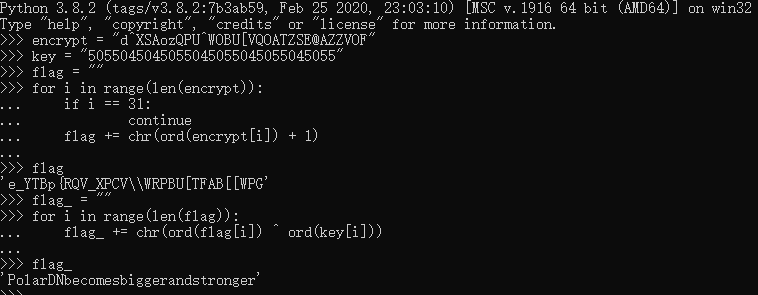 Python 3.8.2 (tags/v3.8.2:7b3ab59, Feb 25 2020, 23:03:10) [MSC v.1916 64 bit (AMD64)] on win32
Type "help", "copyright", "credits" or "license" for more information.
>>> encrypt = "d^XSAozQPU^WOBU[VQOATZSE@AZZVOF"
>>> key = "5055045045055045055045055045055"
>>> flag = ""
>>> for i in range(len(encrypt)):
...     if i == 31:
...             continue
...     flag += chr(ord(encrypt[i]) + 1)
...
>>> flag
'e_YTBp{RQV_XPCV\\WRPBU[TFAB[[WPG'
>>> flag_ = ""
>>> for i in range(len(flag)):
...     flag_ += chr(ord(flag[i]) ^ ord(key[i]))
...
>>> flag_
'PolarDNbecomesbiggerandstronger'
>>>